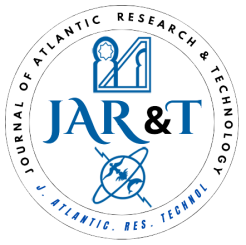 JOURNAL OF ATLANTIC RESEARCH & TECHNOLOGY
JAR&T
J. ATLANTIC. RES. TECHNOL